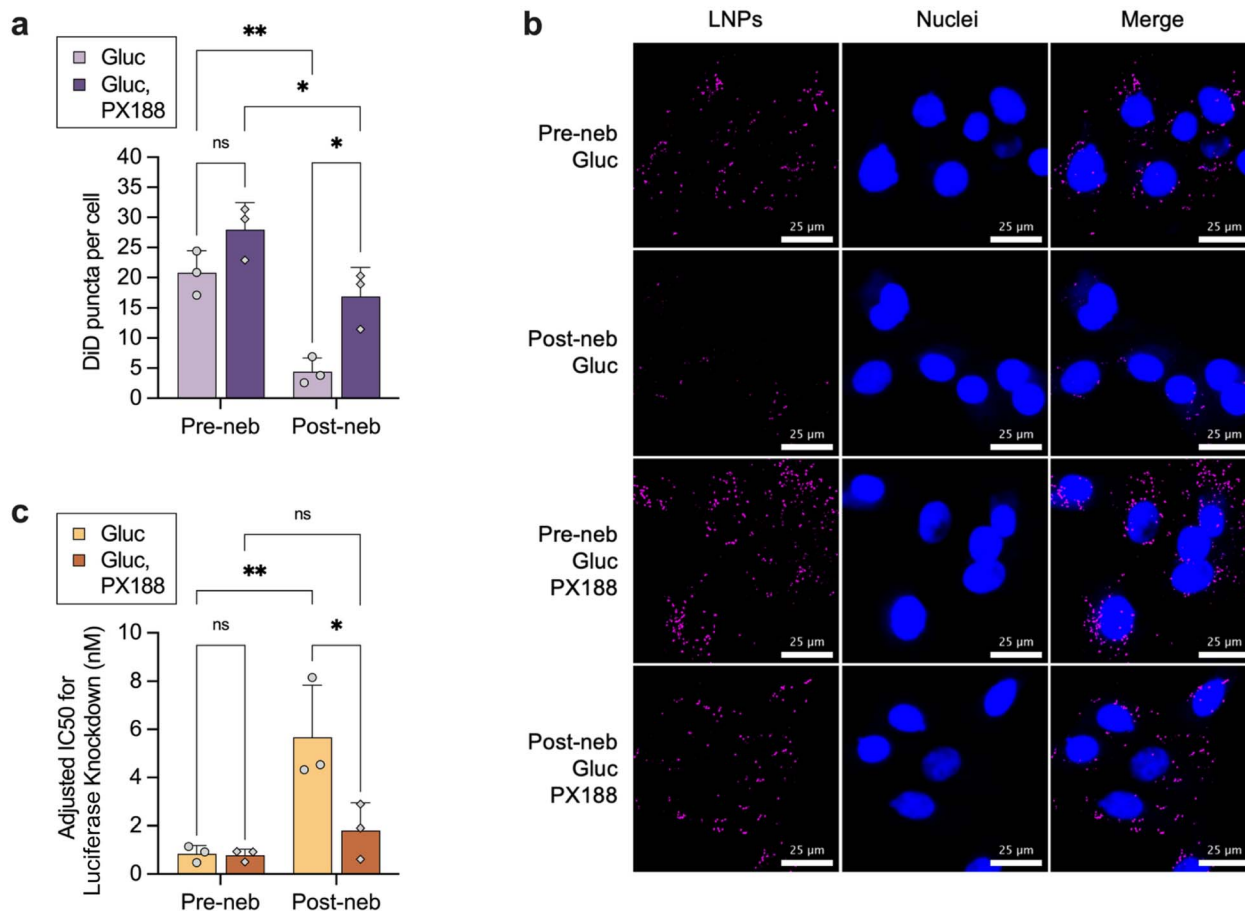 a
Gluc
Gluc,
PX188
**
*
ns
*
DiD puncta per cell
40
35
30
25
20
15
10
5
0
Pre-neb
Post-neb
b
LNPs
Nuclei
Merge
Pre-neb
Gluc
25 µm
25 µm
25 µm
Post-neb
Gluc
25 µm
25 µm
25 µm
Pre-neb
Gluc
PX188
25 µm
25 µm
25 µm
Post-neb
Gluc
PX188
25 µm
25 µm
25 µm
c
Gluc
Gluc,
PX188
ns
**
ns
*
Adjusted IC50 for
Luciferase Knockdown (nM)
10
8
6
4
2
0
Pre-neb
Post-neb